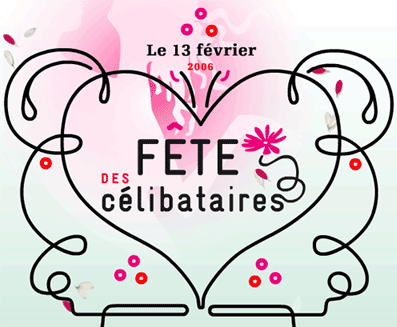 Le 13 février
2006
FETE
DES
célibataires